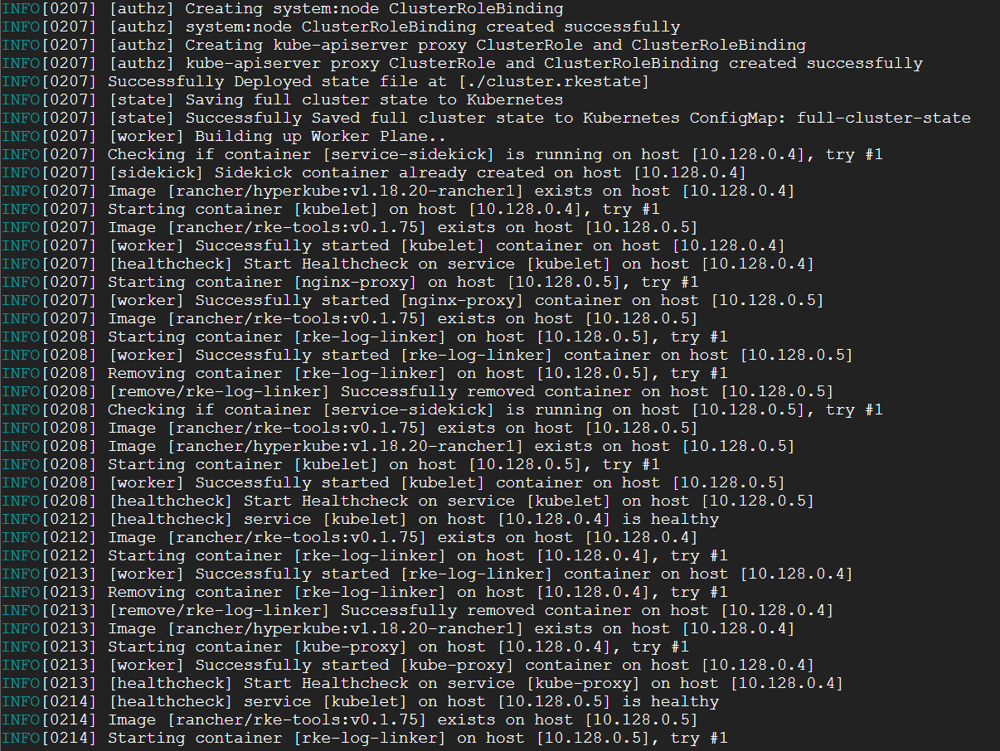 INFO[0207] [authz] Creating system:node ClusterRoleBinding
INFO[0207] [authz] system:node ClusterRoleBinding created successfully
INFO[0207] [authz] Creating kube-apiserver proxy ClusterRole and ClusterRoleBinding
INFO[0207] [authz] kube-apiserver proxy ClusterRole and ClusterRoleBinding created successfully
INFO[0207] Successfully Deployed state file at [./cluster.rkestate]
INFO[0207] [state] Saving full cluster state to Kubernetes
INFO[0207] [state] Successfully Saved full cluster state to Kubernetes ConfigMap: full-cluster-state
INFO[0207] [worker] Building up Worker Plane..
INFO[0207] Checking if container [service-sidekick] is running on host [10.128.0.4], try #1
INFO[0207] [sidekick] Sidekick container already created on host [10.128.0.4]
INFO[0207] Image [rancher/hyperkube:v1.18.20-rancher1] exists on host [10.128.0.4]
INFO[0207] Starting container [kubelet] on host [10.128.0.4], try #1
INFO[0207] Image [rancher/rke-tools:v0.1.75] exists on host [10.128.0.5]
INFO[0207] [worker] Successfully started [kubelet] container on host [10.128.0.4]
INFO[0207] [healthcheck] Start Healthcheck on service [kubelet] on host [10.128.0.4]
INFO[0207] Starting container [nginx-proxy] on host [10.128.0.5], try #1
INFO[0207] [worker] Successfully started [nginx-proxy] container on host [10.128.0.5]
INFO[0207] Image [rancher/rke-tools:v0.1.75] exists on host [10.128.0.5]
INFO[0208] Starting container [rke-log-linker] on host [10.128.0.5], try #1
INFO[0208] [worker] Successfully started [rke-log-linker] container on host [10.128.0.5]
INFO[0208] Removing container [rke-log-linker] on host [10.128.0.5], try #1
INFO[0208] [remove/rke-log-linker] Successfully removed container on host [10.128.0.5]
INFO[0208] Checking if container [service-sidekick] is running on host [10.128.0.5], try #1
INFO[0208] Image [rancher/rke-tools:v0.1.75] exists on host [10.128.0.5]
INFO[0208] Image [rancher/hyperkube:v1.18.20-rancher1] exists on host [10.128.0.5]
INFO[0208] Starting container [kubelet] on host [10.128.0.5], try #1
INFO[0208] [worker] Successfully started [kubelet] container on host [10.128.0.5]
INFO[0208] [healthcheck] Start Healthcheck on service [kubelet] on host [10.128.0.5]
INFO[0212] [healthcheck] service [kubelet] on host [10.128.0.4] is healthy
INFO[0212] Image [rancher/rke-tools:v0.1.75] exists on host [10.128.0.4]
INFO[0212] Starting container [rke-log-linker] on host [10.128.0.4], try #1
INFO[0213] [worker] Successfully started [rke-log-linker] container on host [10.128.0.4]
INFO[0213] Removing container [rke-log-linker] on host [10.128.0.4], try #1
INFO[0213] [remove/rke-log-linker] Successfully removed container on host [10.128.0.4]
INFO[0213] Image [rancher/hyperkube:v1.18.20-rancher1] exists on host [10.128.0.4]
INFO[0213] Starting container [kube-proxy] on host [10.128.0.4], try #1
INFO[0213] [worker] Successfully started [kube-proxy] container on host [10.128.0.4]
INFO[0213] [healthcheck] Start Healthcheck on service [kube-proxy] on host [10.128.0.4]
INFO[0214] [healthcheck] service [kubelet] on host [10.128.0.5] is healthy
INFO[0214] Image [rancher/rke-tools:v0.1.75] exists on host [10.128.0.5]
INFO[0214] Starting container [rke-log-linker] on host [10.128.0.5], try #1